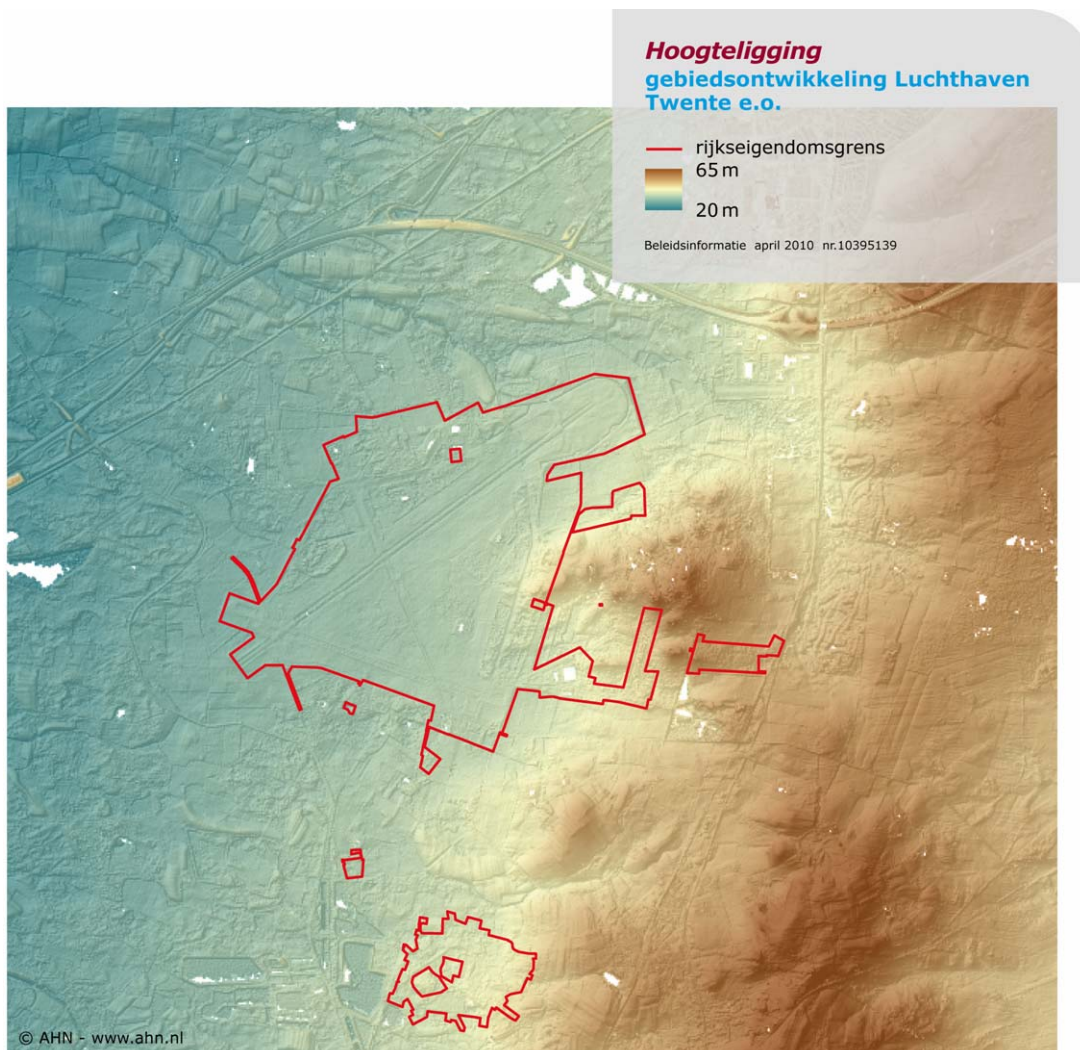 Hoogteligging
gebiedsontwikkeling Luchthaven
Twente e.o.
rijkseigendomsgrens
65 m
20 m
Beleidsinformatie april 2010 nr.10395139
© AHN - www.ahn.nl